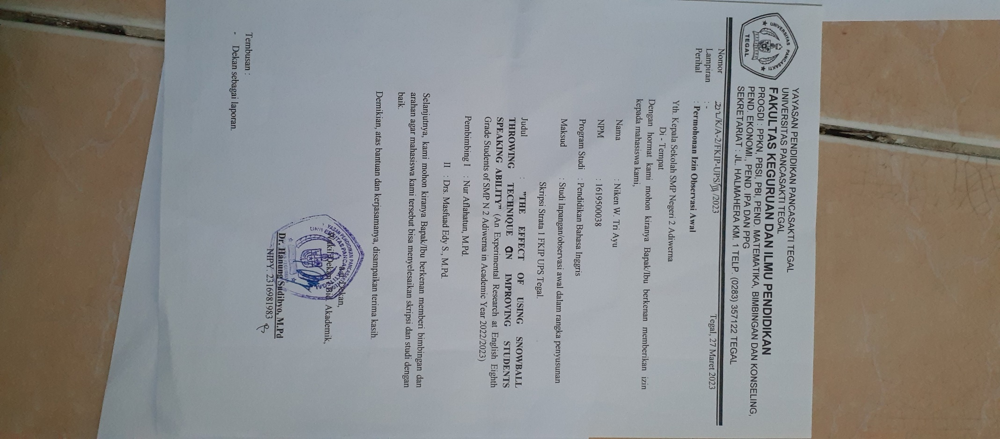 YAYASAN PENDIDIKAN PANCASAKTI TEGAL
UNIVERSITAS PANCASAKTI TEGAL
FAKULTAS KEGURUAN DAN ILMU PENDIDIKAN
PROGDI : PPKN, PBSI, PBI, PEND. MATEMATIKA, BIMBINGAN DAN KONSELING,
PEND. EKONOMI., PEND. IPA DAN PPG
SEKRETARIAT : JL. HALMAHERA KM. 1 TELP. (0283) 357122 TEGAL
UNIVERSITAS PANCASAKTI
TEGAL
Nomor : /K/A-2/FKIP-UPS/III/2023 Tegal, 27 Maret 2023
Lampiran : -
Perihal : Permohonan Izin Observasi Awal
Yth. Kepala Sekolah SMP Negeri 2 Adiwerna
Di - Tempat
Dengan hormat kami mohon kiranya Bapak/Ibu berkenan memberikan izin
kepada mahasiswa kami,
Nama : Niken W. Tri Ayu
NPM : 1619500038
Program Studi : Pendidikan Bahasa Inggris
Maksud : Studi lapangan/observasi awal dalam rangka penyusunan
Skripsi Strata 1 FKIP UPS Tegal.
Judul : "THE EFFECT OF USING SNOWBALL
THROWING TECHNIQUE ON IMPROVING STUDENTS
SPEAKING ABILITY" (An Experimental Research at English Eighth
Grade Students of SMP N 2 Adiwerna in Academic Year 2022/2023)
Pembimbing I : Nur Aflahatun, M.Pd.
II : Drs. Masfuad Edy S., M.Pd.
Selanjutnya, kami mohon kiranya Bapak/Ibu berkenan memberi bimbingan dan
arahan agar mahasiswa kami tersebut bisa menyelesaikan skripsi dan studi dengan
baik.
Demikian, atas bantuan dan kerjasamanya, disampaikan terima kasih.
Dekan,
Wakil Dekan Bid. Akademik,
YAYASAN PENDIDIKAN PANCASAKTI TEGAL
UNIVERSITAS PANCASAKTI
Dr. Hanung Sudibyo, M.Pd
NIPY. 2316981983
Tembusan :
- Dekan sebagai laporan.